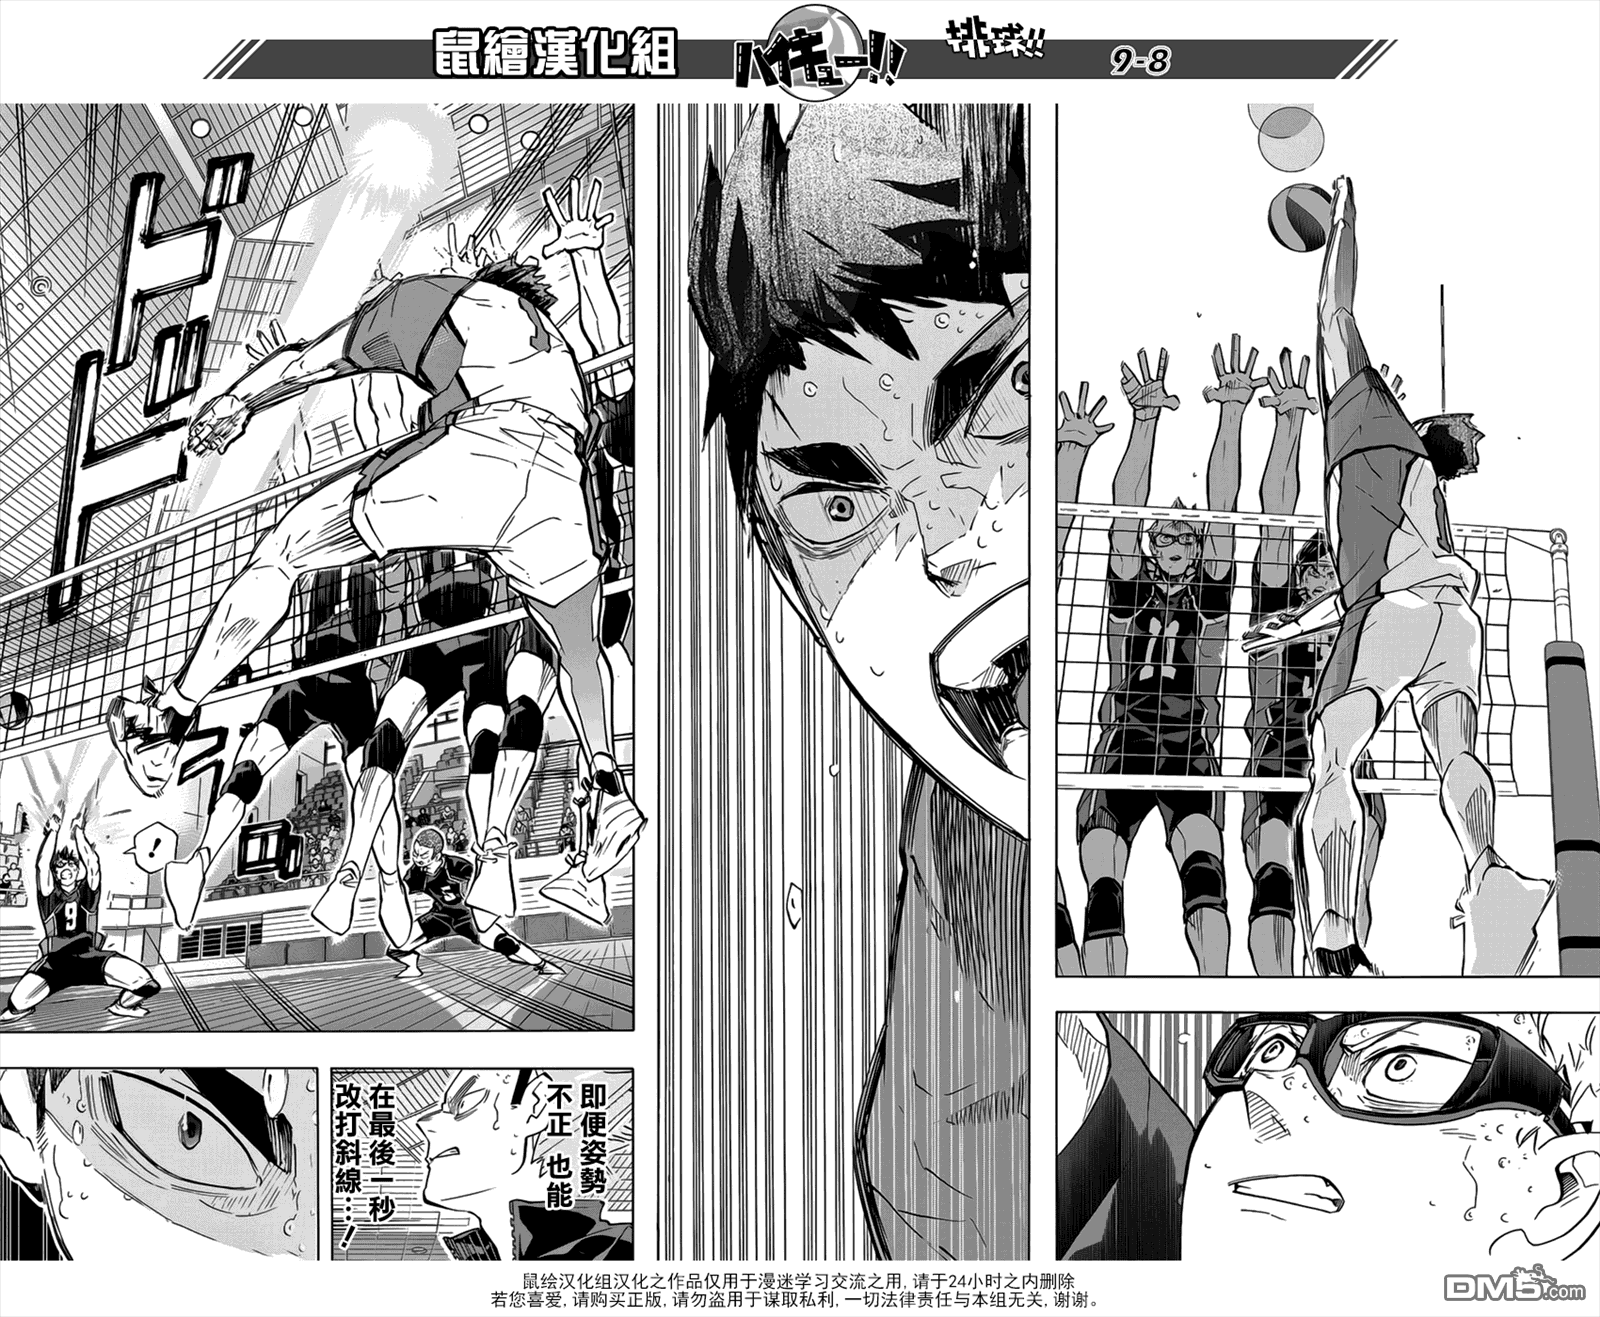 鼠繪漢化組
ハイキュー!!
排球!!
9-8
11
ドドッ
!
9
5
即便姿勢
不正 也能
在最後一秒
改打斜線…!
鼠绘汉化组汉化之作品仅用于漫迷学习交流之用,请于24小时之内删除
若您喜爱,请购买正版,请勿盗用于谋取私利,一切法律责任与本组无关,谢谢。
DM5.com